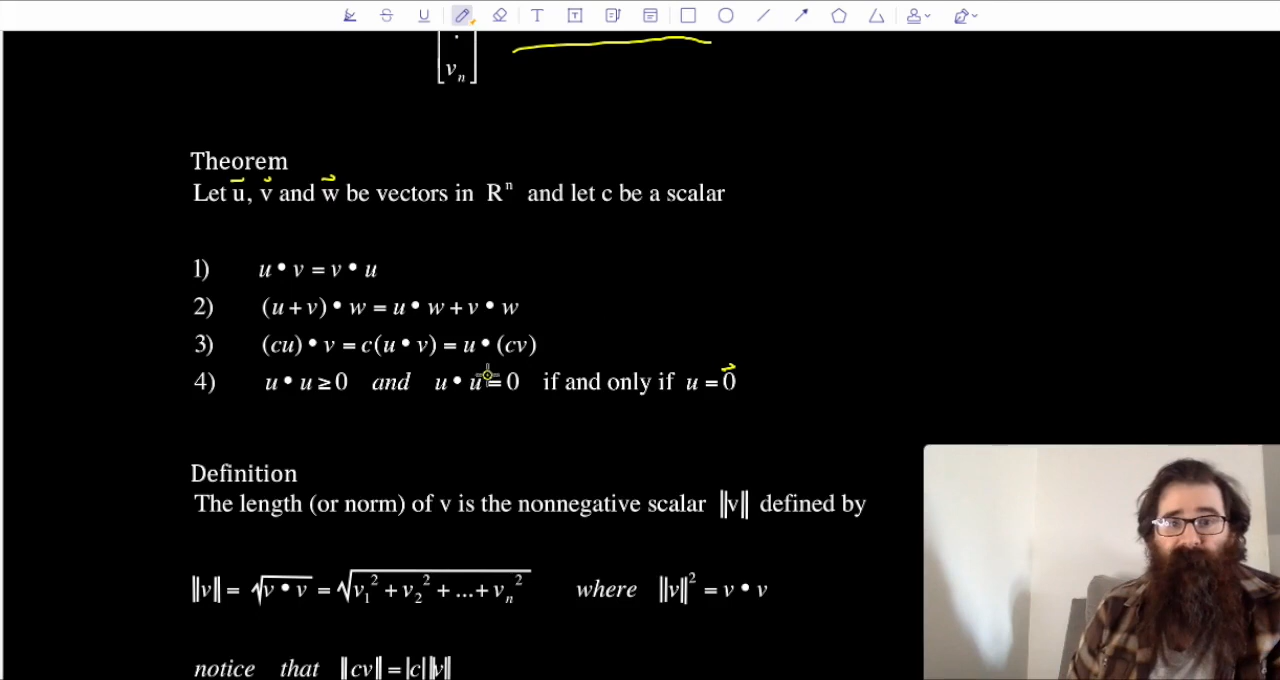 vₙ
Theorem
Let u, v and w be vectors in Rⁿ and let c be a scalar
1) u • v = v • u
2) (u + v) • w = u • w + v • w
3) (cu) • v = c(u • v) = u • (cv)
4) u • u ≥ 0 and u • u = 0 if and only if u = 0⃗
Definition
The length (or norm) of v is the nonnegative scalar ‖v‖ defined by
‖v‖ = √(v • v) = √(v₁² + v₂² + ... + vₙ²) where ‖v‖² = v • v
notice that ‖cv‖ = |c|‖v‖